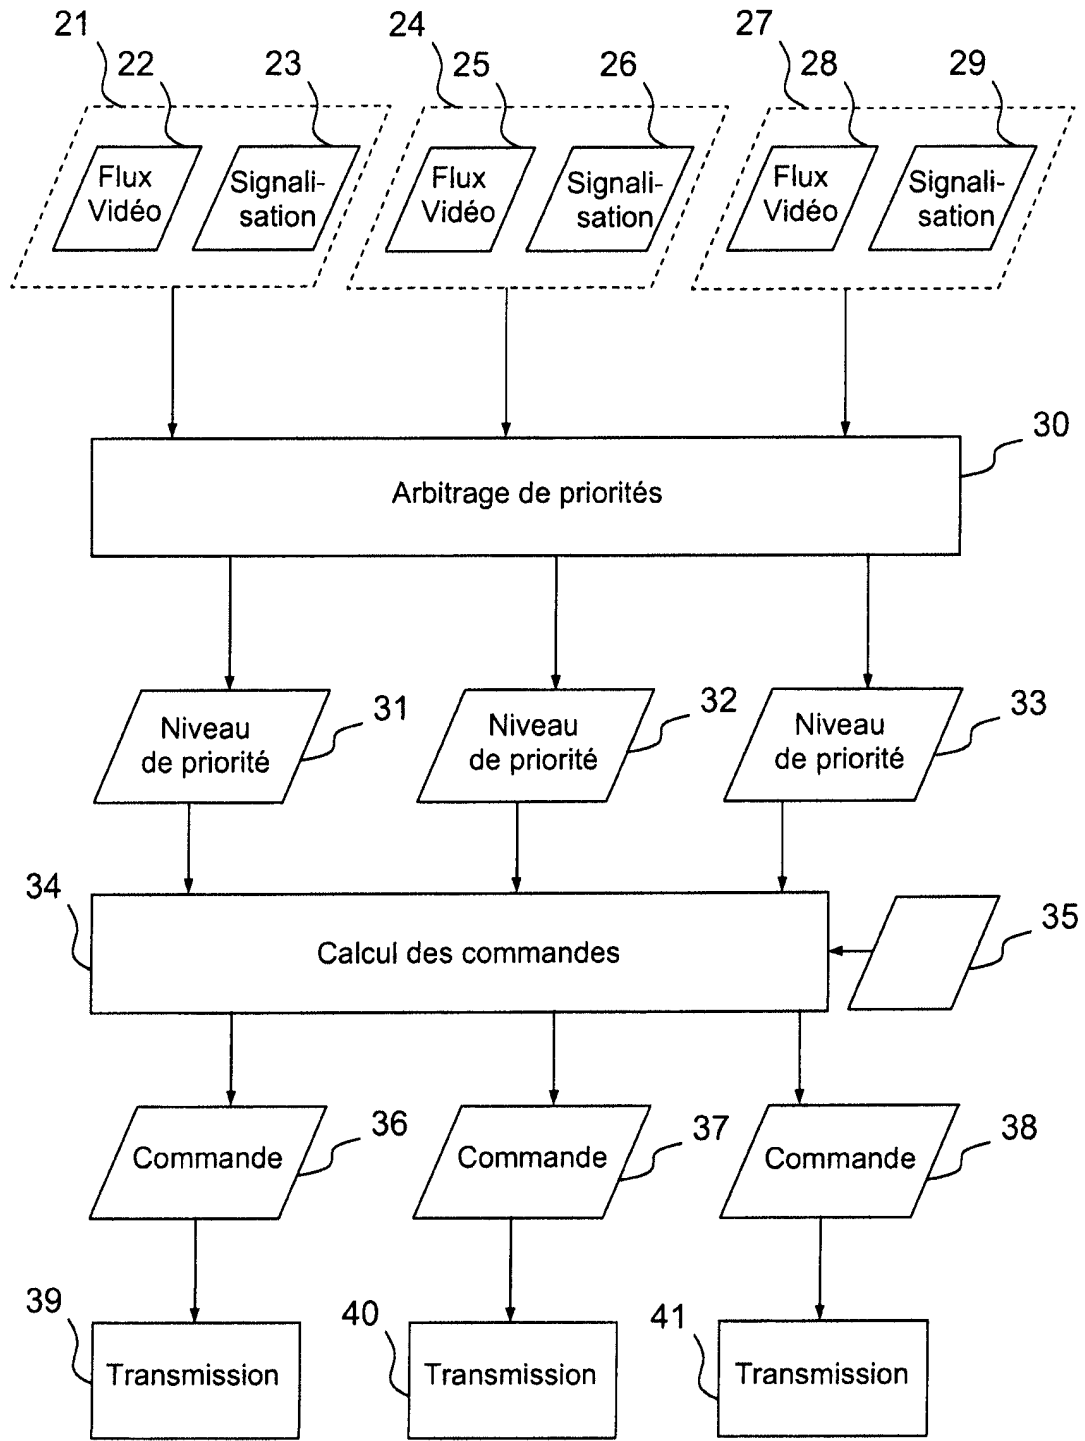 21
24
27
22
23
25
26
28
29
Flux
Vidéo
Signali-
sation
Flux
Vidéo
Signali-
sation
Flux
Vidéo
Signali-
sation
30
Arbitrage de priorités
31
32
33
Niveau
de priorité
Niveau
de priorité
Niveau
de priorité
34
35
Calcul des commandes
36
37
38
Commande
Commande
Commande
39
40
41
Transmission
Transmission
Transmission